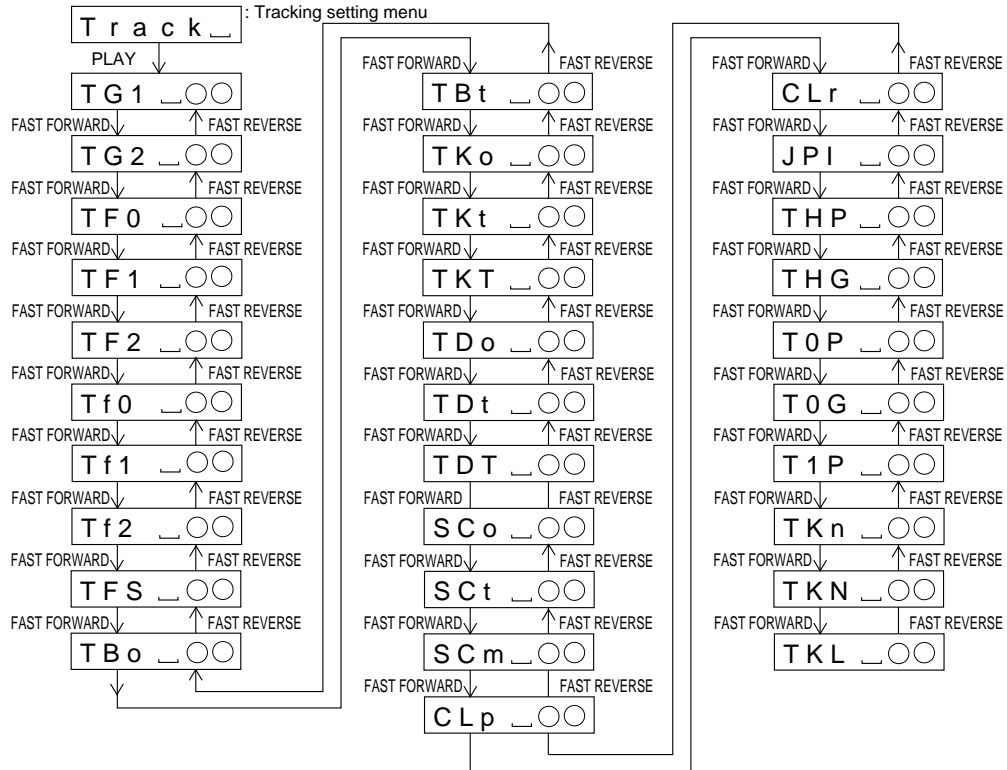 Track⎵ : Tracking setting menu
PLAY
TG1 ⎵○○
FAST FORWARD FAST REVERSE
TG2 ⎵○○
FAST FORWARD FAST REVERSE
TF0 ⎵○○
FAST FORWARD FAST REVERSE
TF1 ⎵○○
FAST FORWARD FAST REVERSE
TF2 ⎵○○
FAST FORWARD FAST REVERSE
Tf0 ⎵○○
FAST FORWARD FAST REVERSE
Tf1 ⎵○○
FAST FORWARD FAST REVERSE
Tf2 ⎵○○
FAST FORWARD FAST REVERSE
TFS ⎵○○
FAST FORWARD FAST REVERSE
TBo ⎵○○
FAST FORWARD FAST REVERSE
TBt ⎵○○
FAST FORWARD FAST REVERSE
TKo ⎵○○
FAST FORWARD FAST REVERSE
TKt ⎵○○
FAST FORWARD FAST REVERSE
TKT ⎵○○
FAST FORWARD FAST REVERSE
TDo ⎵○○
FAST FORWARD FAST REVERSE
TDt ⎵○○
FAST FORWARD FAST REVERSE
TDT ⎵○○
FAST FORWARD FAST REVERSE
SCo ⎵○○
FAST FORWARD FAST REVERSE
SCt ⎵○○
FAST FORWARD FAST REVERSE
SCm ⎵○○
FAST FORWARD FAST REVERSE
CLp ⎵○○
FAST FORWARD FAST REVERSE
CLr ⎵○○
FAST FORWARD FAST REVERSE
JPI ⎵○○
FAST FORWARD FAST REVERSE
THP ⎵○○
FAST FORWARD FAST REVERSE
THG ⎵○○
FAST FORWARD FAST REVERSE
T0P ⎵○○
FAST FORWARD FAST REVERSE
T0G ⎵○○
FAST FORWARD FAST REVERSE
T1P ⎵○○
FAST FORWARD FAST REVERSE
TKn ⎵○○
FAST FORWARD FAST REVERSE
TKN ⎵○○
FAST FORWARD FAST REVERSE
TKL ⎵○○